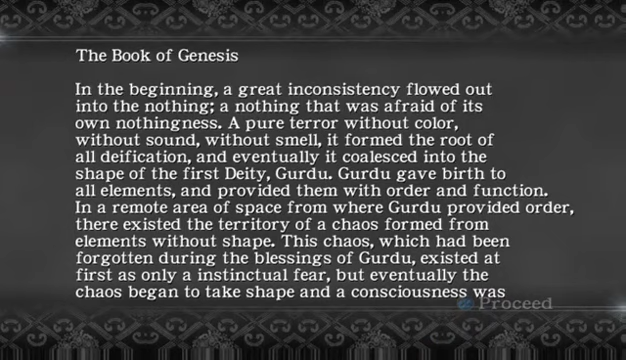 The Book of Genesis
In the beginning, a great inconsistency flowed out
into the nothing; a nothing that was afraid of its
own nothingness. A pure terror without color,
without sound, without smell, it formed the root of
all deification, and eventually it coalesced into the
shape of the first Deity, Gurdu. Gurdu gave birth to
all elements, and provided them with order and function.
In a remote area of space from where Gurdu provided order,
there existed the territory of a chaos formed from
elements without shape. This chaos, which had been
forgotten during the blessings of Gurdu, existed at
first as only a instinctual fear, but eventually the
chaos began to take shape and a consciousness was
Proceed